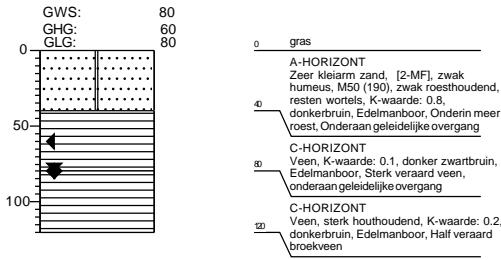 GWS: 80
GHG: 60
GLG: 80
0
50
100
0 gras
A-HORIZONT
Zeer kleiarm zand, [2-MF], zwak
humeus, M50 (190), zwak roesthoudend,
resten wortels, K-waarde: 0.8,
40 donkerbruin, Edelmanboor, Onderin meer
roest, Onderaan geleidelijke overgang
C-HORIZONT
Veen, K-waarde: 0.1, donker zwartbruin,
80 Edelmanboor, Sterk veraard veen,
onderaan geleidelijke overgang
C-HORIZONT
Veen, sterk houthoudend, K-waarde: 0.2,
120 donkerbruin, Edelmanboor, Half veraard
broekveen